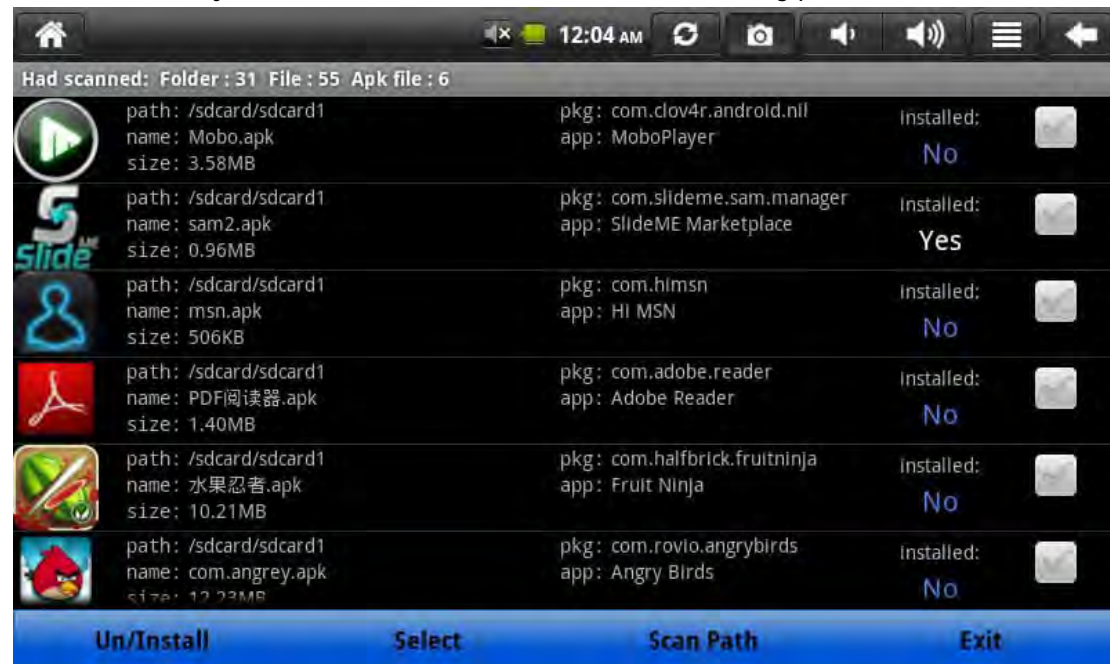 12:04 AM
Had scanned: Folder : 31 File : 55 Apk file : 6
path: /sdcard/sdcard1
name: Mobo.apk
size: 3.58MB
pkg: com.clov4r.android.nil
app: MoboPlayer
installed:
No
Slide ME
path: /sdcard/sdcard1
name: sam2.apk
size: 0.96MB
pkg: com.slideme.sam.manager
app: SlideME Marketplace
installed:
Yes
path: /sdcard/sdcard1
name: msn.apk
size: 506KB
pkg: com.himsn
app: HI MSN
installed:
No
path: /sdcard/sdcard1
name: PDF阅读器.apk
size: 1.40MB
pkg: com.adobe.reader
app: Adobe Reader
installed:
No
path: /sdcard/sdcard1
name: 水果忍者.apk
size: 10.21MB
pkg: com.halfbrick.fruitninja
app: Fruit Ninja
installed:
No
path: /sdcard/sdcard1
name: com.angrey.apk
size: 12.23MB
pkg: com.rovio.angrybirds
app: Angry Birds
installed:
No
Un/Install Select Scan Path Exit